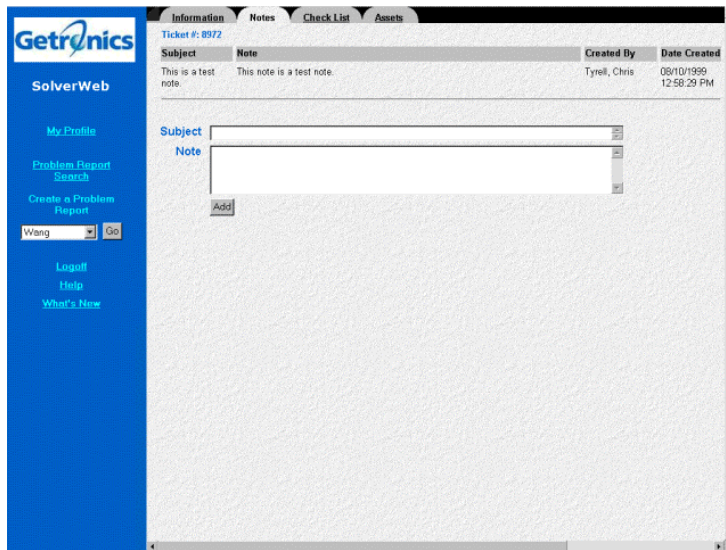 Getronics
SolverWeb
My Profile
Problem Report
Search
Create a Problem
Report
Wang
Go
Logoff
Help
What's New
Information Notes Check List Assets
Ticket #: 8972
Subject Note Created By Date Created
This is a test This note is a test note. Tyrell, Chris 08/10/1999
note. 12:58:29 PM
Subject
Note
Add